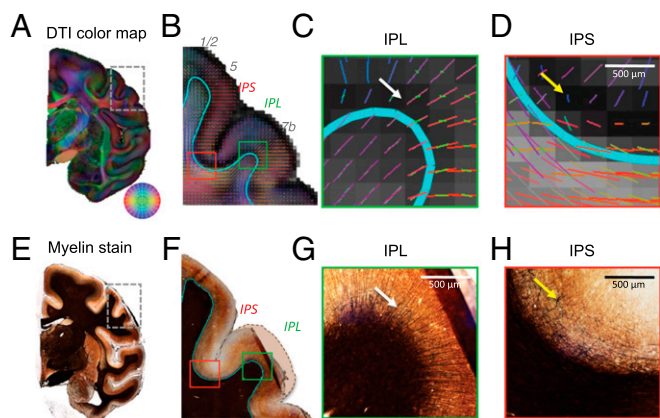 A
DTI color map
B
1/2
5
IPS
IPL
7b
C
IPL
D
IPS
500 µm
E
Myelin stain
F
IPS
IPL
G
IPL
500 µm
H
IPS
500 µm